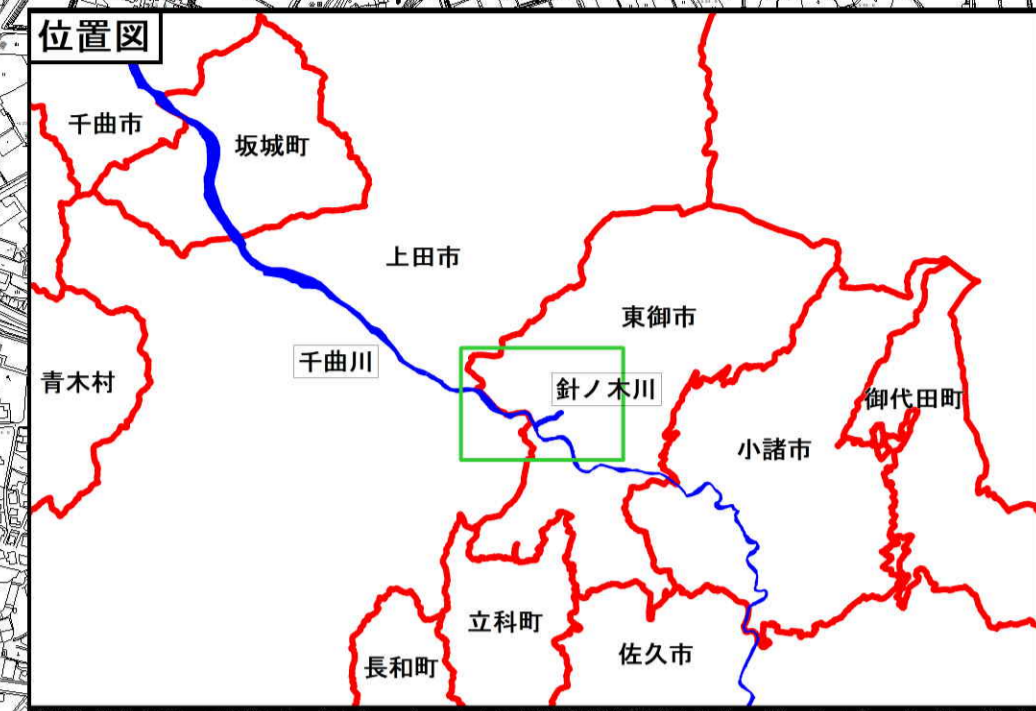 位置図
千曲市
坂城町
上田市
東御市
千曲川
青木村
針ノ木川
御代田町
小諸市
立科町
長和町
佐久市